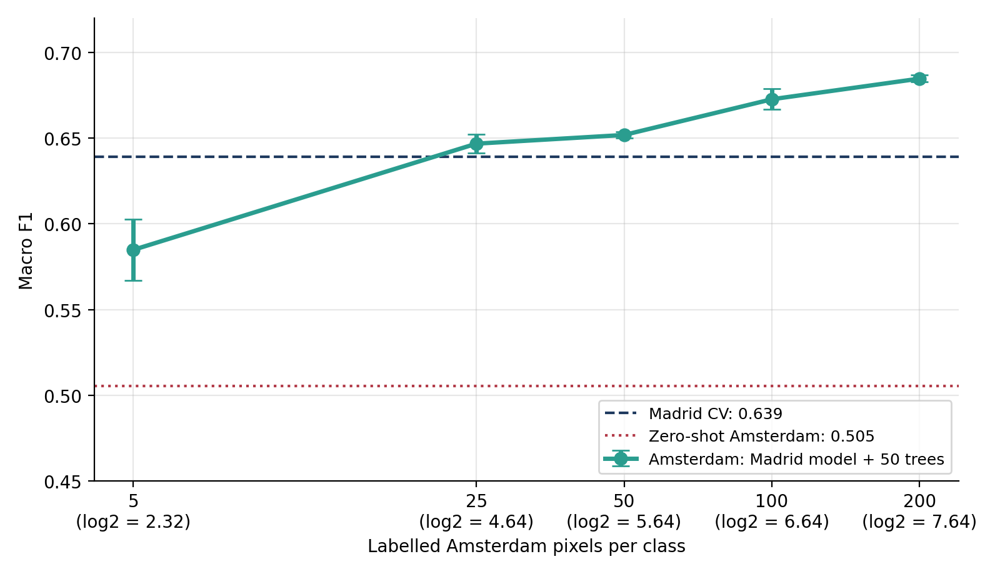 0.70
0.65
0.60
0.55
0.50
0.45
Macro F1
Madrid CV: 0.639
Zero-shot Amsterdam: 0.505
Amsterdam: Madrid model + 50 trees
5 25 50 100 200
(log2 = 2.32) (log2 = 4.64) (log2 = 5.64) (log2 = 6.64) (log2 = 7.64)
Labelled Amsterdam pixels per class